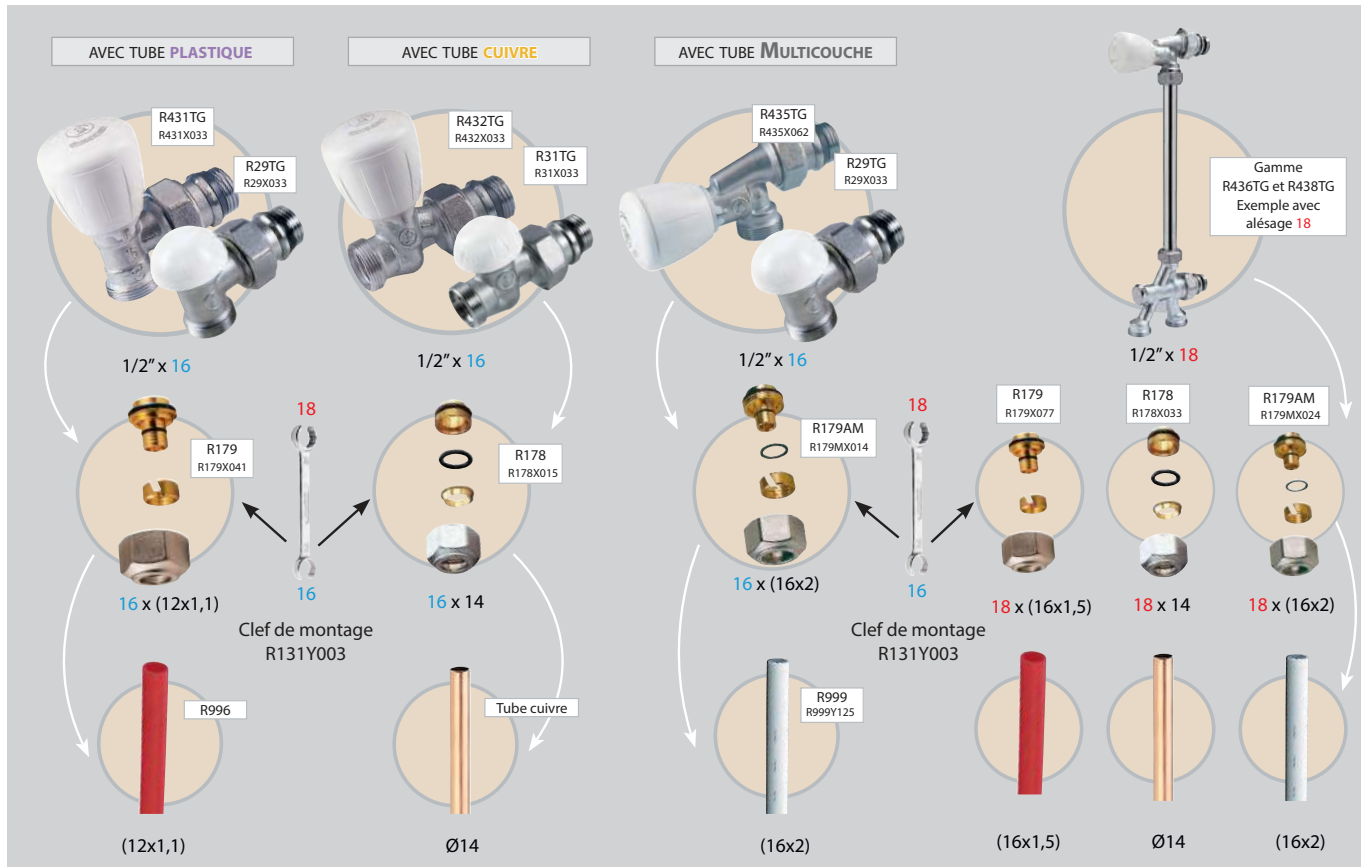 AVEC TUBE PLASTIQUE
AVEC TUBE CUIVRE
AVEC TUBE MULTICOUCHE
R431TG
R431X033
R29TG
R29X033
1/2” x 16
R432TG
R432X033
R31TG
R31X033
1/2” x 16
R435TG
R435X062
R29TG
R29X033
1/2” x 16
Gamme
R436TG et R438TG
Exemple avec
alésage 18
1/2” x 18
R179
R179X041
16 x (12x1,1)
18
16
Clef de montage
R131Y003
R178
R178X015
16 x 14
R179AM
R179MX014
16 x (16x2)
18
16
Clef de montage
R131Y003
R179
R179X077
18 x (16x1,5)
R178
R178X033
18 x 14
R179AM
R179MX024
18 x (16x2)
R996
(12x1,1)
Tube cuivre
Ø14
R999
R999Y125
(16x2)
(16x1,5)
Ø14
(16x2)